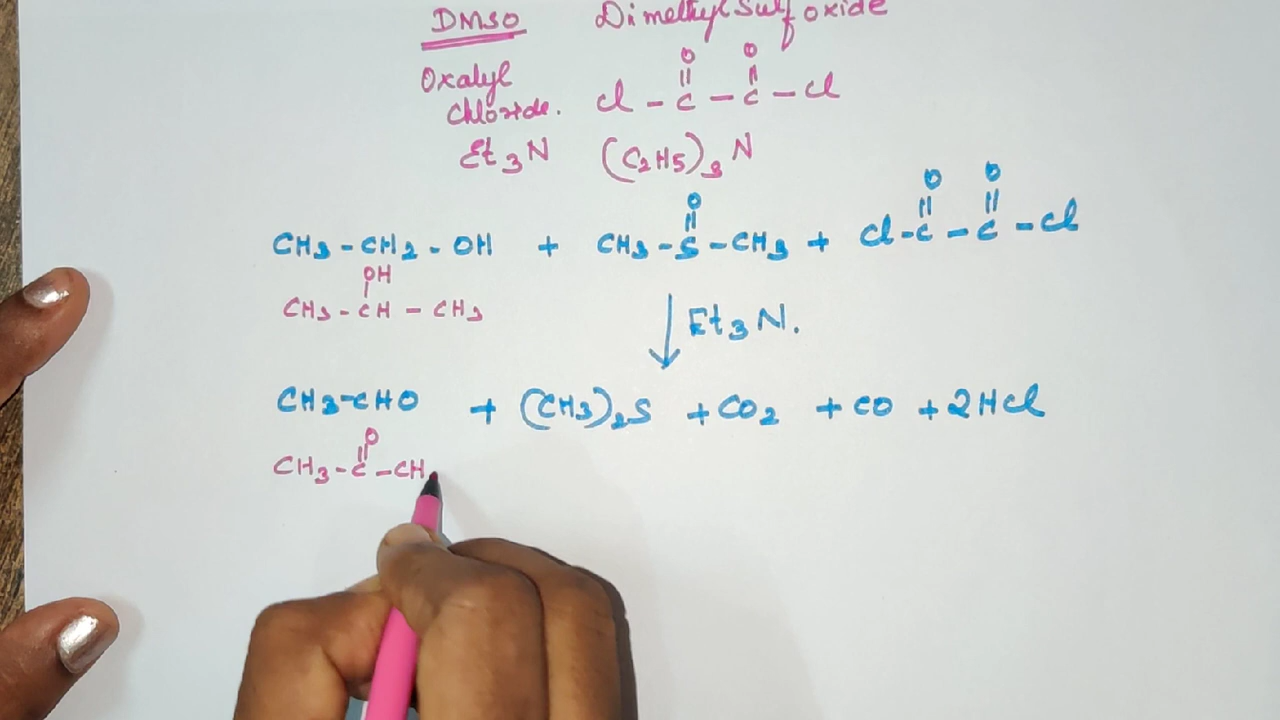 DMSO Dimethyl Sulfoxide
O O
Oxalyl || ||
Chloride. Cl - C - C - Cl
Et3N (C2H5)3 N
O O O
|| || ||
CH3 - CH2 - OH + CH3 - S - CH3 + Cl - C - C - Cl
OH
|
CH3 - CH - CH3
↓ Et3N.
CH3-CHO + (CH3)2S + CO2 + CO + 2HCl
O
||
CH3 - C - CH